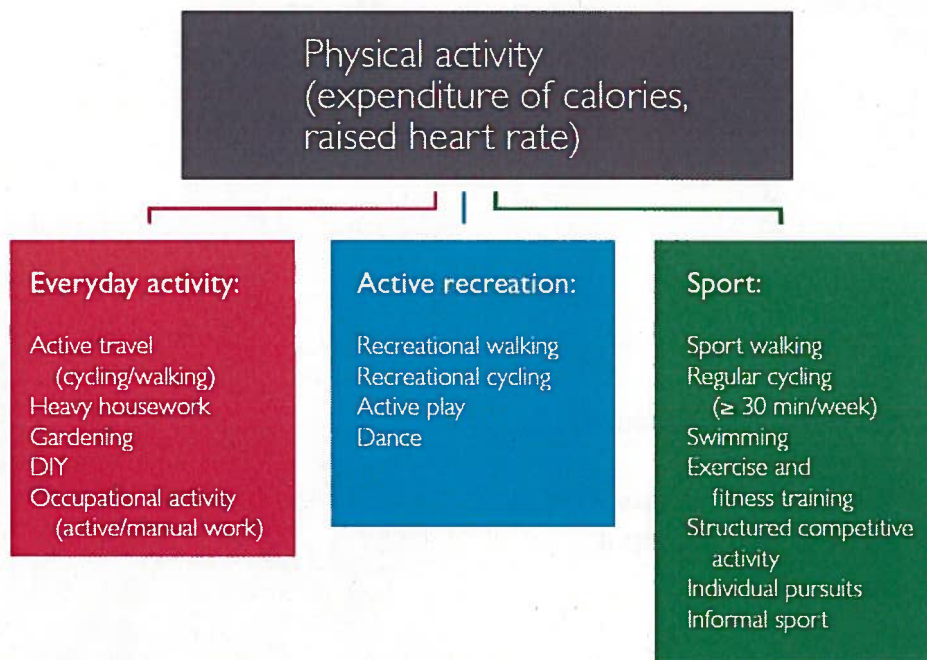 Physical activity
(expenditure of calories,
raised heart rate)
Everyday activity:
Active travel
(cycling/walking)
Heavy housework
Gardening
DIY
Occupational activity
(active/manual work)
Active recreation:
Recreational walking
Recreational cycling
Active play
Dance
Sport:
Sport walking
Regular cycling
(≥ 30 min/week)
Swimming
Exercise and
fitness training
Structured competitive
activity
Individual pursuits
Informal sport